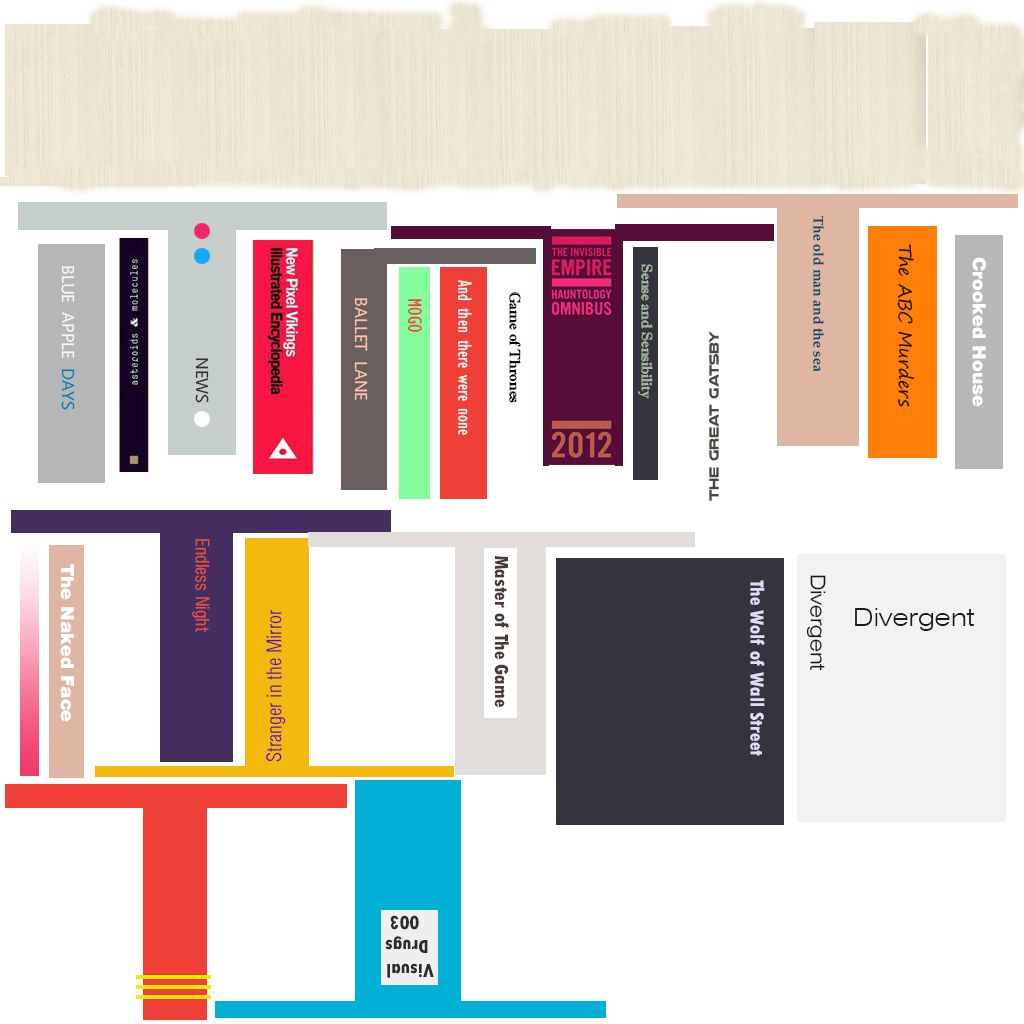 BLUE APPLE DAYS
asteroids & molecules
NEWS
New Pixel Vikings
Illustrated Encyclopedia
BALLET LANE
MOGO
And then there were none
Game of Thrones
THE INVISIBLE
EMPIRE
HAUNTOLOGY
OMNIBUS
2012
Sense and Sensibility
THE GREAT GATSBY
The old man and the sea
The ABC Murders
Crooked House
The Naked Face
Endless Night
Stranger in the Mirror
Master of The Game
The Wolf of Wall Street
Divergent
Divergent
Visual
Drugs
003